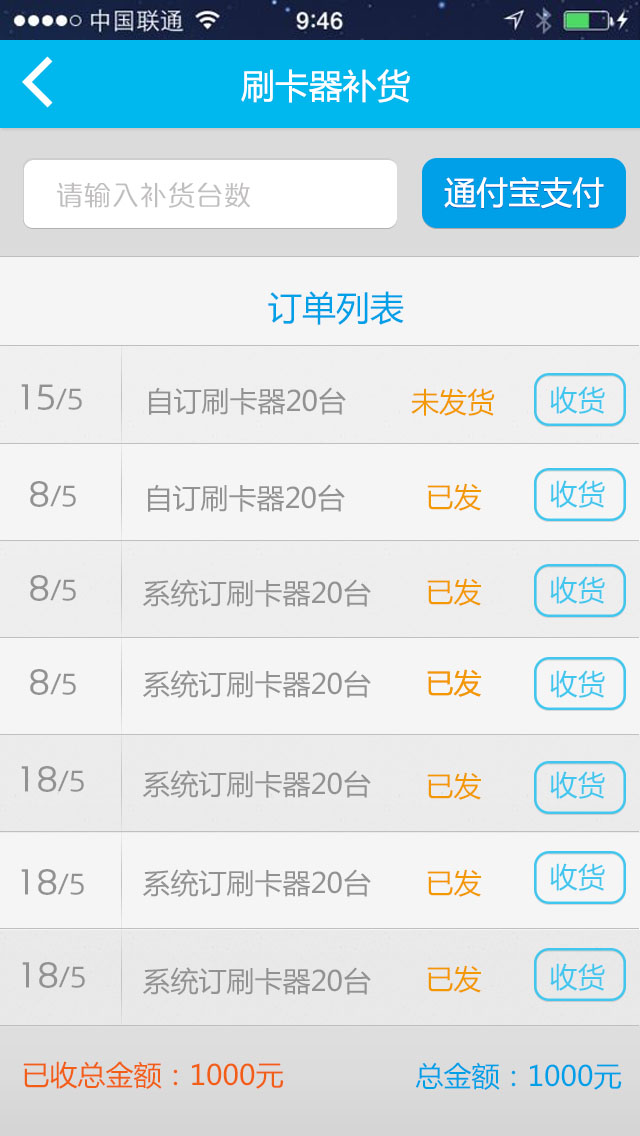 中国联通 9:46
刷卡器补货
请输入补货台数 通付宝支付
订单列表
15/5 自订刷卡器20台 未发货 收货
8/5 自订刷卡器20台 已发 收货
8/5 系统订刷卡器20台 已发 收货
8/5 系统订刷卡器20台 已发 收货
18/5 系统订刷卡器20台 已发 收货
18/5 系统订刷卡器20台 已发 收货
18/5 系统订刷卡器20台 已发 收货
已收总金额：1000元 总金额：1000元